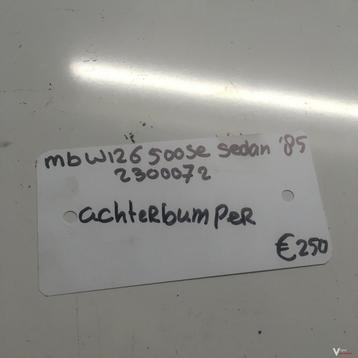 mbW126 500se sedan '85
2300072
achterbumper
€250